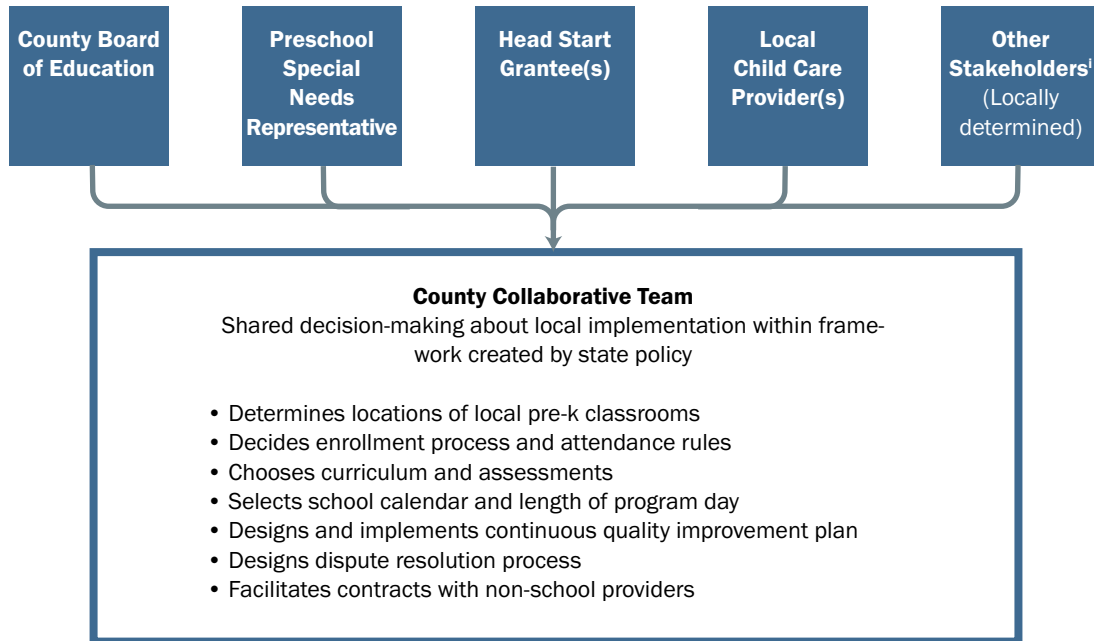 County Board
of Education
Preschool
Special
Needs
Representative
Head Start
Grantee(s)
Local
Child Care
Provider(s)
Other
Stakeholdersⁱ
(Locally
determined)
County Collaborative Team
Shared decision-making about local implementation within frame-
work created by state policy
• Determines locations of local pre-k classrooms
• Decides enrollment process and attendance rules
• Chooses curriculum and assessments
• Selects school calendar and length of program day
• Designs and implements continuous quality improvement plan
• Designs dispute resolution process
• Facilitates contracts with non-school providers